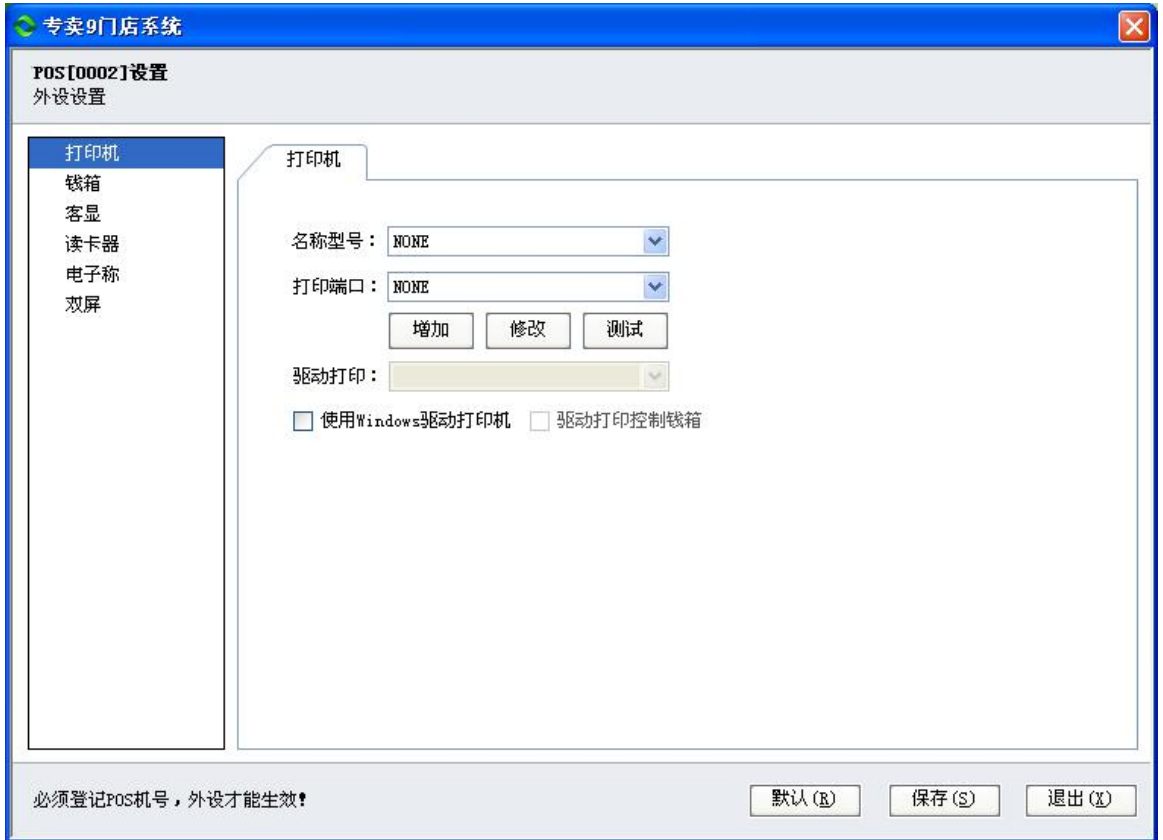 专卖9门店系统
POS[0002]设置
外设设置
打印机
钱箱
客显
读卡器
电子称
双屏
打印机
名称型号： NONE
打印端口： NONE
增加 修改 测试
驱动打印：
使用Windows驱动打印机 驱动打印控制钱箱
必须登记POS机号，外设才能生效！ 默认(R) 保存(S) 退出(X)